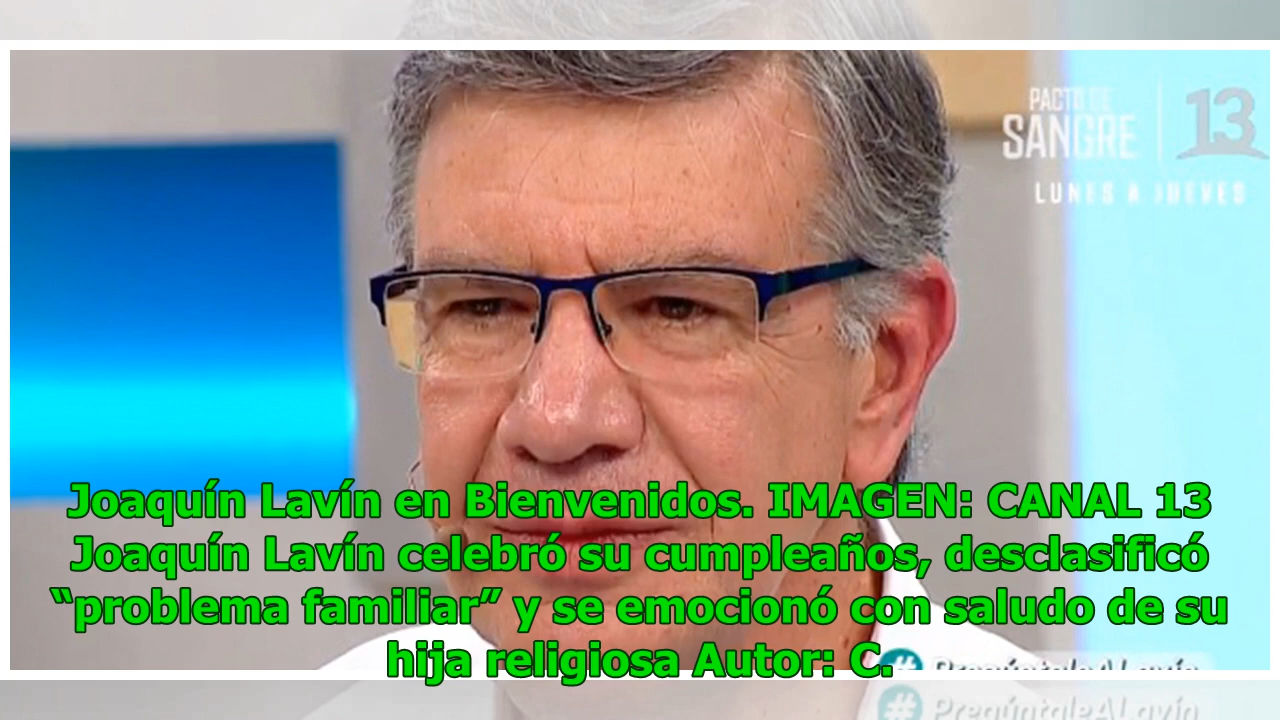 PACTO DE
SANGRE
13
LUNES A JUEVES
Joaquín Lavín en Bienvenidos. IMAGEN: CANAL 13
Joaquín Lavín celebró su cumpleaños, desclasificó
“problema familiar” y se emocionó con saludo de su
hija religiosa Autor: C.
# PregúntaleALavín
# PregúntaleALavín